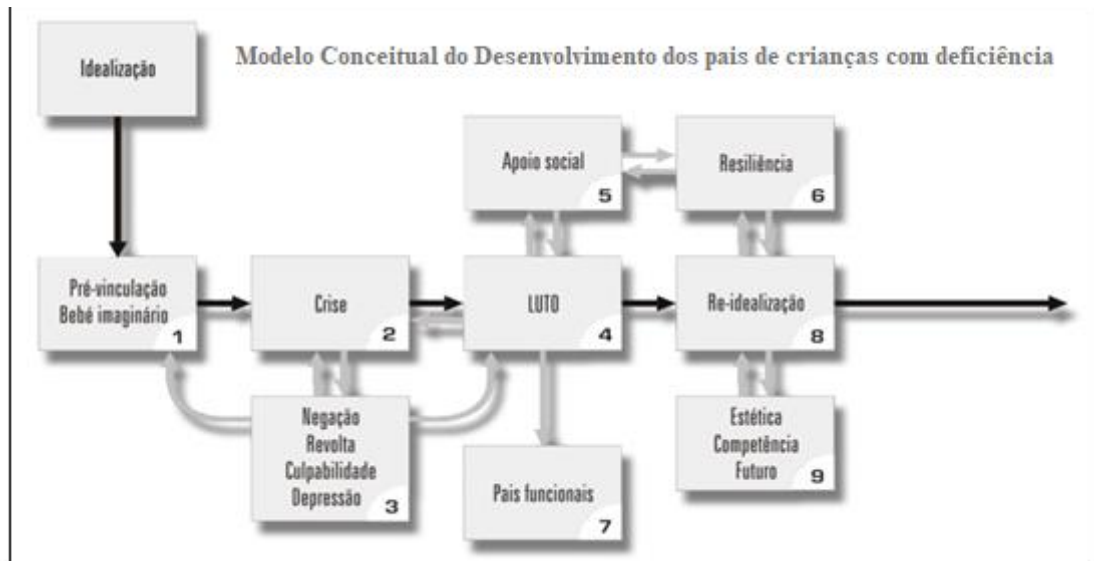 Idealização
Modelo Conceitual do Desenvolvimento dos pais de crianças com deficiência
Apoio social
5
Resiliência
6
Pré-vinculação
Bebé imaginário
1
Crise
2
LUTO
4
Re-idealização
8
Negação
Revolta
Culpabilidade
Depressão
3
Pais funcionais
7
Estética
Competência
Futuro
9